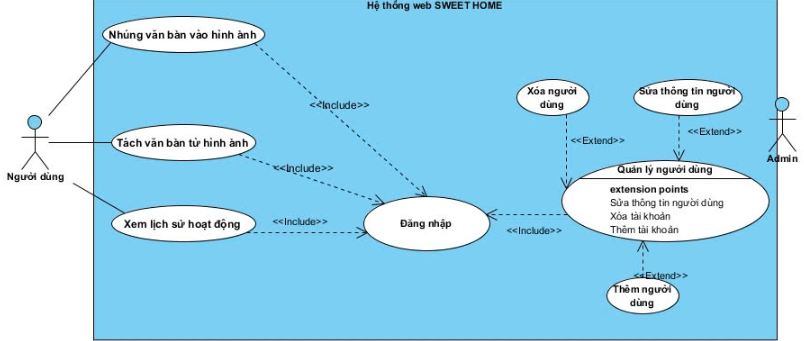 Hệ thống web SWEET HOME
Nhúng văn bản vào hình ảnh
<<Include>>
Tách văn bản từ hình ảnh
<<Include>>
Người dùng
Xem lịch sử hoạt động
<<Include>>
Đăng nhập
Xóa người
dùng
<<Extend>>
Sửa thông tin người
dùng
<<Extend>>
Admin
Quản lý người dùng
extension points
Sửa thông tin người dùng
Xóa tài khoản
Thêm tài khoản
<<Include>>
<<Extend>>
Thêm người
dùng